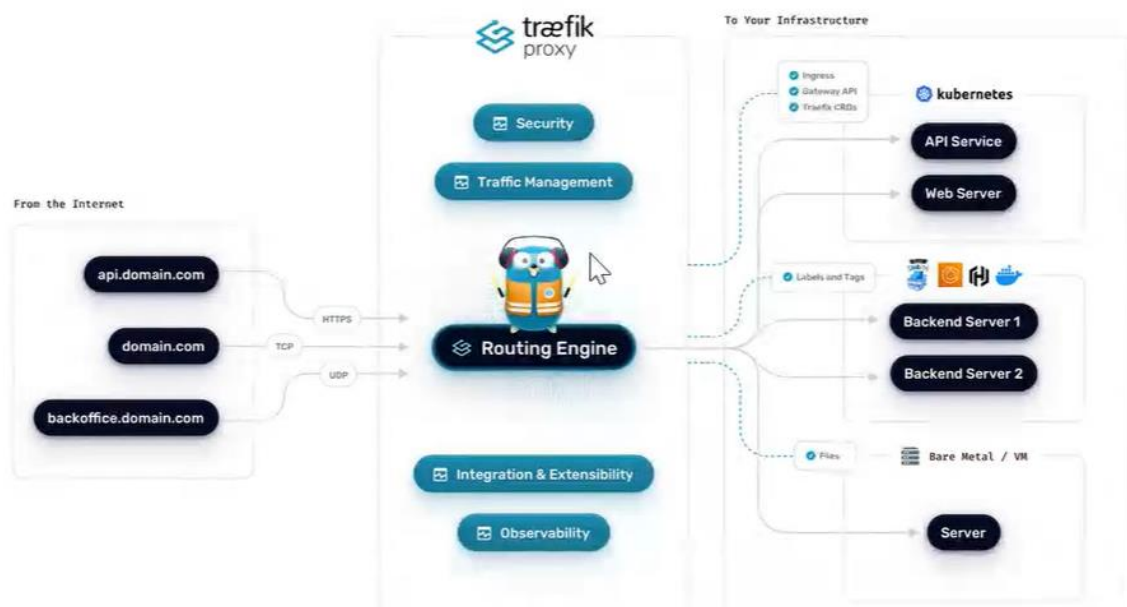 træfik
proxy
To Your Infrastructure
Ingress
Gateway API
Traefik CRDs
kubernetes
API Service
Web Server
Security
Traffic Management
From the Internet
api.domain.com
domain.com
backoffice.domain.com
HTTPS
TCP
UDP
Routing Engine
Labels and Tags
Backend Server 1
Backend Server 2
Integration & Extensibility
Observability
Files
Bare Metal / VM
Server